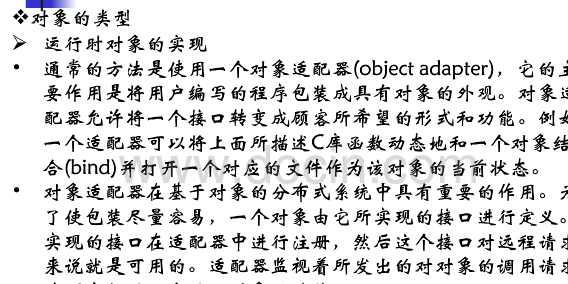 ❖对象的类型
➢ 运行时对象的实现
• 通常的方法是使用一个对象适配器(object adapter)，它的主
要作用是将用户编写的程序包装成具有对象的外观。对象适
配器允许将一个接口转变成顾客所希望的形式和功能。例如
一个适配器可以将上面所描述C库函数动态地和一个对象结
合(bind)并打开一个对应的文件作为该对象的当前状态。
• 对象适配器在基于对象的分布式系统中具有重要的作用。为
了使包装尽量容易，一个对象由它所实现的接口进行定义。
实现的接口在适配器中进行注册，然后这个接口对远程请求
来说就是可用的。适配器监视着所发出的对对象的调用请求
www.docin.com